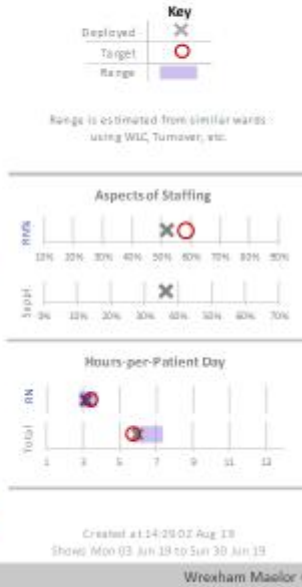 Key
Deployed
Target
Range
Range is estimated from similar wards
using WLC, Turnover, etc.
Aspects of Staffing
RN%
10% 20% 30% 40% 50% 60% 70% 80% 90%
0% 10% 20% 30% 40% 50% 60% 70%
Hours-per-Patient Day
RN
Total
1 3 5 7 9 11 13
Created at 14:29 02 Aug 19
Shows Mon 03 Jun 19 to Sun 30 Jun 19
Wrexham Maelor